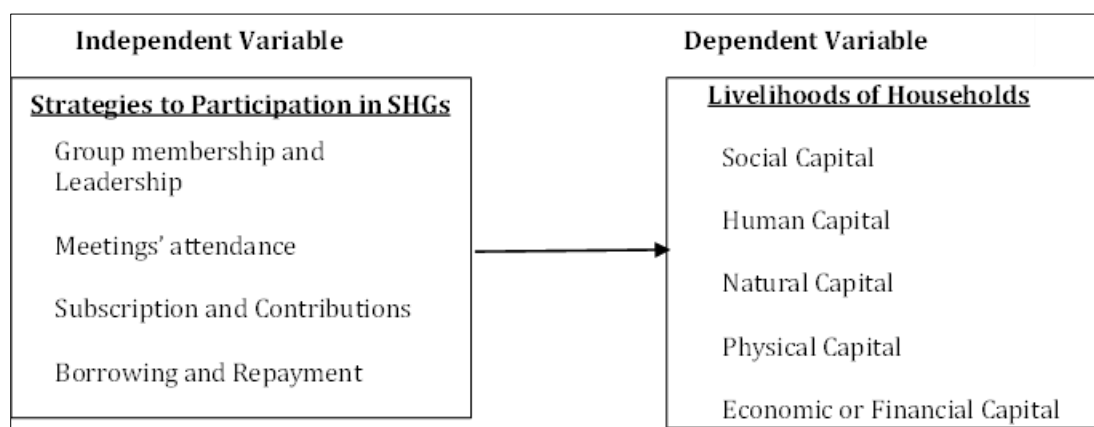 Independent Variable
Strategies to Participation in SHGs
Group membership and
Leadership
Meetings’ attendance
Subscription and Contributions
Borrowing and Repayment
Dependent Variable
Livelihoods of Households
Social Capital
Human Capital
Natural Capital
Physical Capital
Economic or Financial Capital